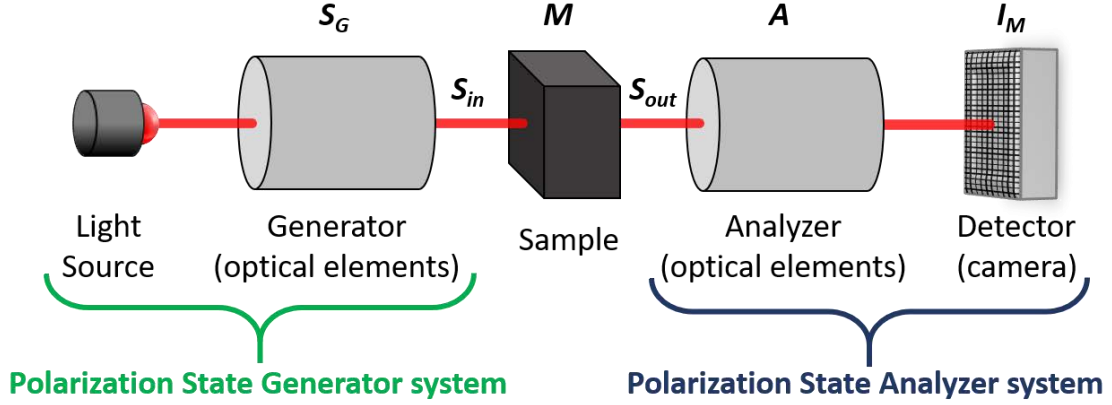 S_G M A I_M
S_in S_out
Light Source
Generator (optical elements)
Sample
Analyzer (optical elements)
Detector (camera)
Polarization State Generator system
Polarization State Analyzer system